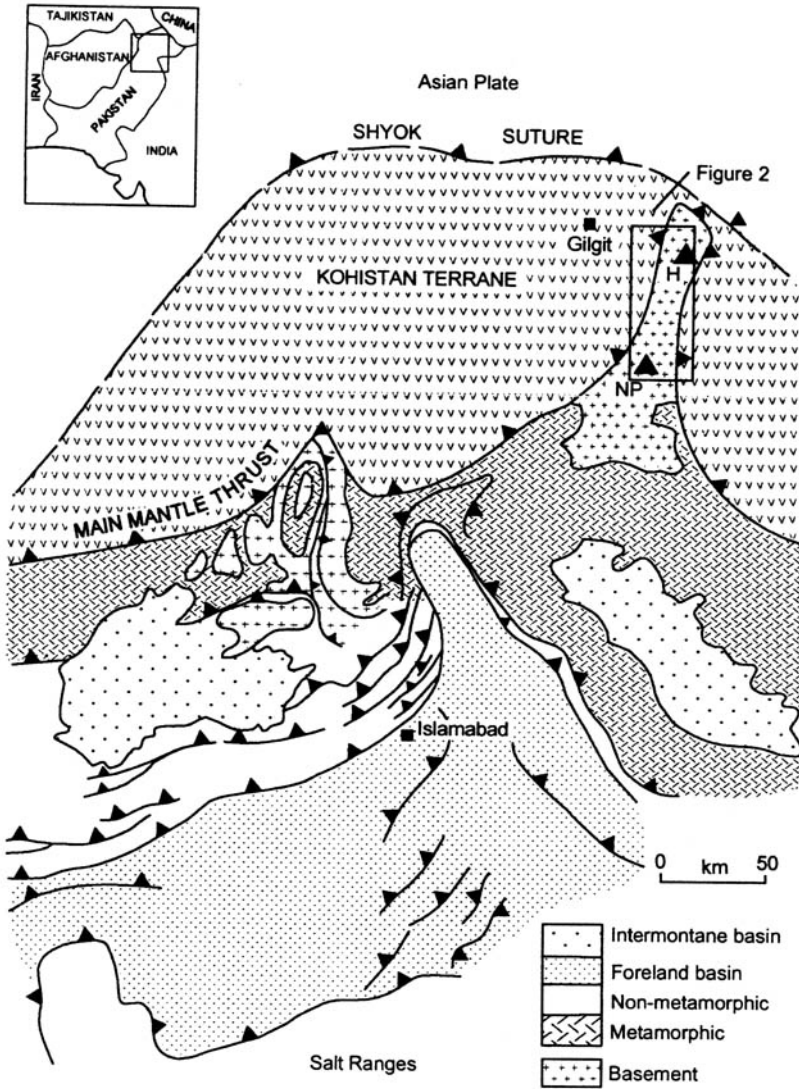 TAJIKISTAN
CHINA
AFGHANISTAN
IRAN
PAKISTAN
INDIA
Asian Plate
SHYOK SUTURE
Figure 2
Gilgit
H
KOHISTAN TERRANE
NP
MAIN MANTLE THRUST
Islamabad
0 km 50
Intermontane basin
Foreland basin
Non-metamorphic
Metamorphic
Basement
Salt Ranges